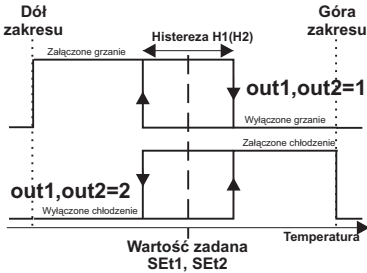 Dół
zakresu
Góra
zakresu
Histereza H1(H2)
Załączone grzanie
out1,out2=1
Wyłączone grzanie
Załączone chłodzenie
out1,out2=2
Wyłączone chłodzenie
Temperatura
Wartość zadana
SEt1, SEt2